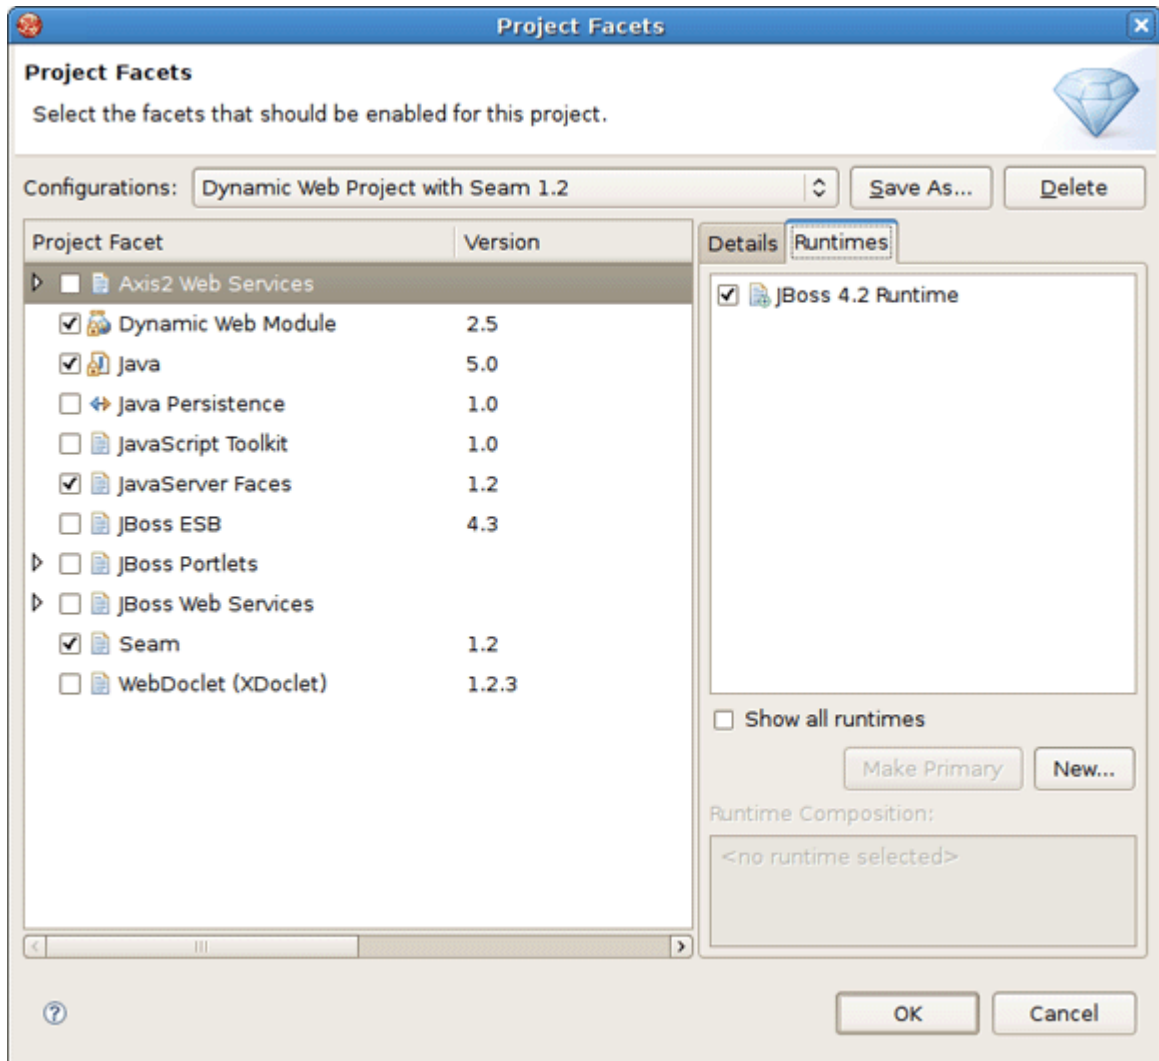 Project Facets
Project Facets
Select the facets that should be enabled for this project.
Configurations: Dynamic Web Project with Seam 1.2 Save As... Delete
Project Facet Version
Axis2 Web Services
Dynamic Web Module 2.5
Java 5.0
Java Persistence 1.0
JavaScript Toolkit 1.0
JavaServer Faces 1.2
JBoss ESB 4.3
JBoss Portlets
JBoss Web Services
Seam 1.2
WebDoclet (XDoclet) 1.2.3
Details Runtimes
JBoss 4.2 Runtime
Show all runtimes
Make Primary New...
Runtime Composition:
<no runtime selected>
OK Cancel